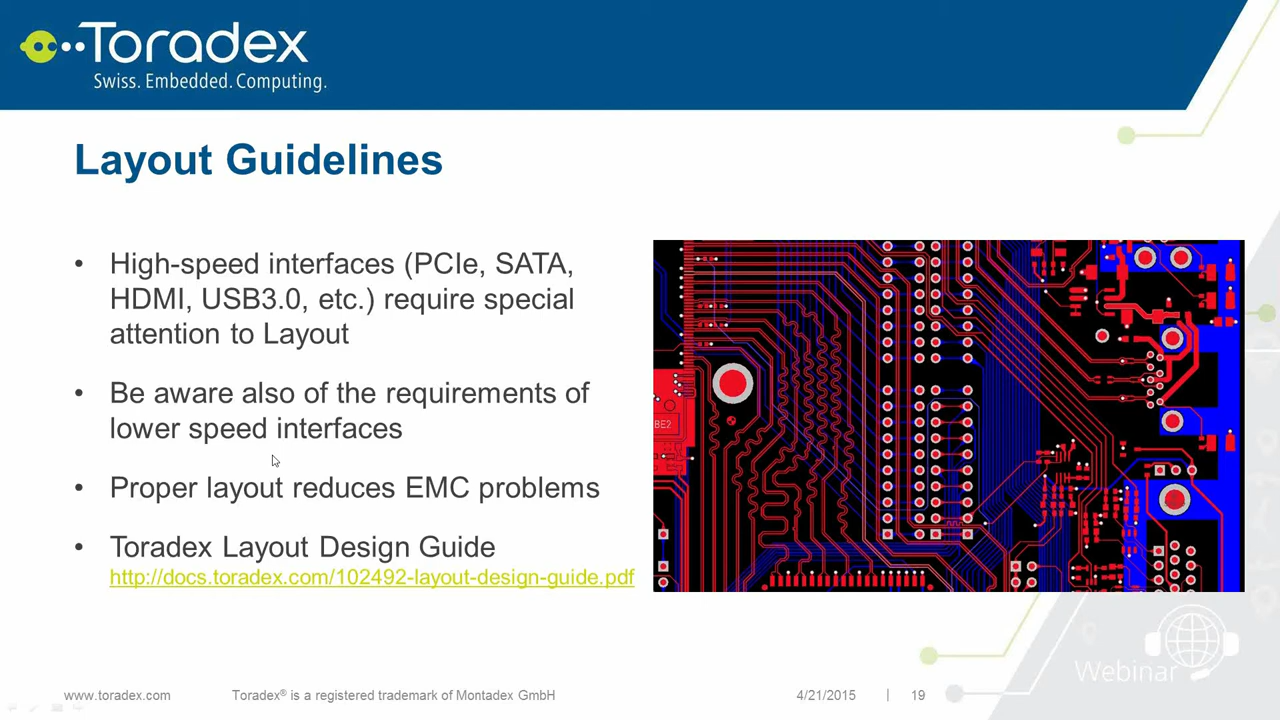 Toradex
Swiss. Embedded. Computing.
Layout Guidelines
• High-speed interfaces (PCIe, SATA,
HDMI, USB3.0, etc.) require special
attention to Layout
• Be aware also of the requirements of
lower speed interfaces
• Proper layout reduces EMC problems
• Toradex Layout Design Guide
http://docs.toradex.com/102492-layout-design-guide.pdf
BE2
Webinar
www.toradex.com
Toradex® is a registered trademark of Montadex GmbH
4/21/2015 | 19